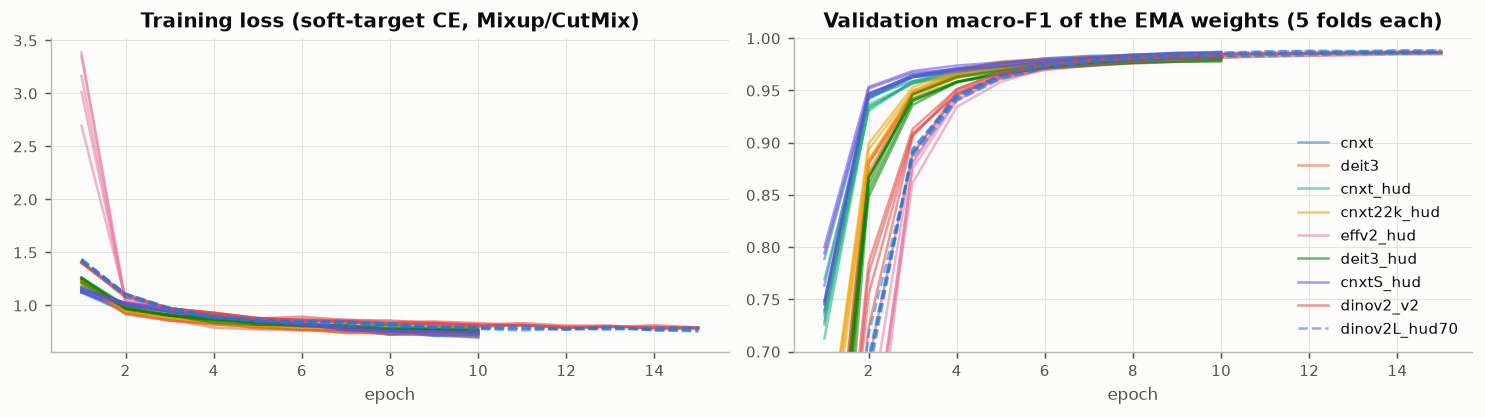 Training loss (soft-target CE, Mixup/CutMix)
3.5
3.0
2.5
2.0
1.5
1.0
2 4 6 8 10 12 14
epoch
Validation macro-F1 of the EMA weights (5 folds each)
1.00
0.95
0.90
0.85
0.80
0.75
0.70
cnxt
deit3
cnxt_hud
cnxt22k_hud
effv2_hud
deit3_hud
cnxtS_hud
dinov2_v2
dinov2L_hud70
2 4 6 8 10 12 14
epoch